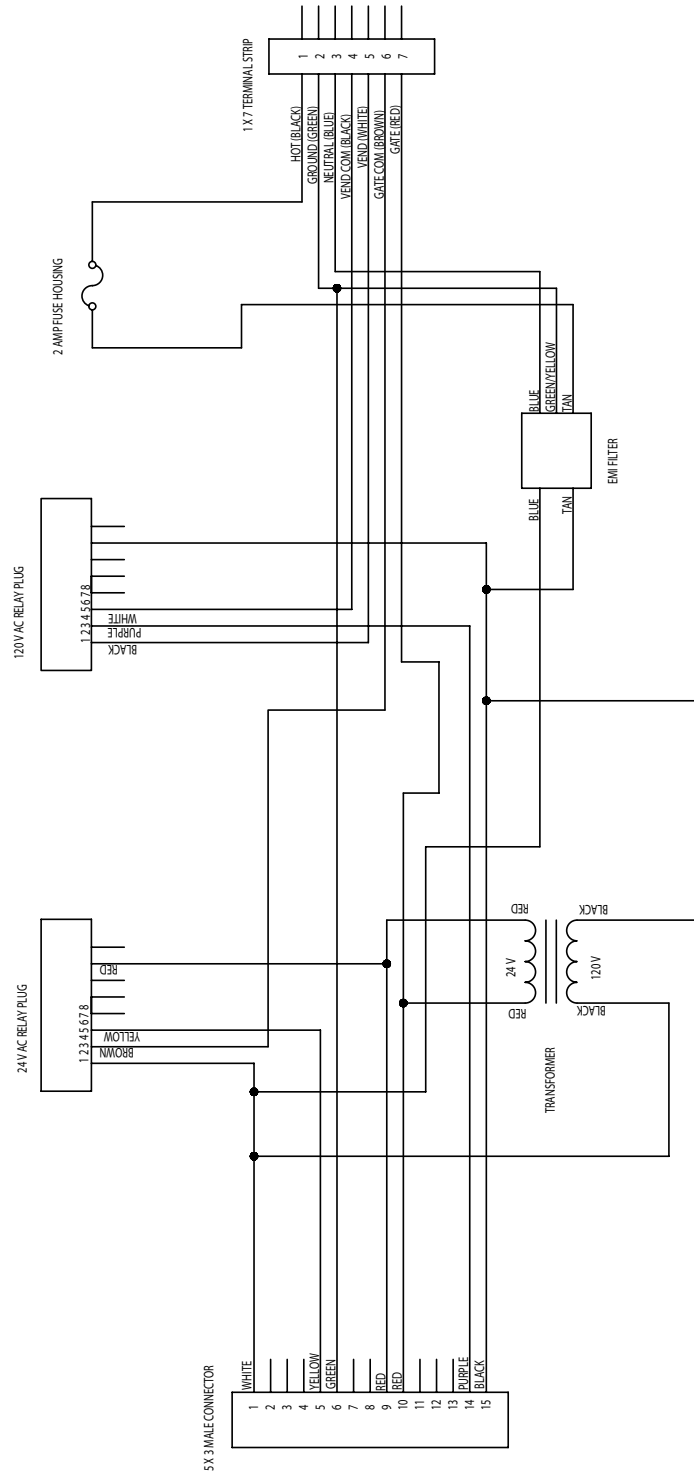 1 X 7 TERMINAL STRIP
1
2
3
4
5
6
7
HOT (BLACK)
GROUND (GREEN)
NEUTRAL (BLUE)
VEND COM (BLACK)
VEND (WHITE)
GATE COM (BROWN)
GATE (RED)
2 AMP FUSE HOUSING
BLUE
GREEN/YELLOW
TAN
EMI FILTER
BLUE
TAN
120 V AC RELAY PLUG
1 2 3 4 5 6 7 8
WHITE
PURPLE
BLACK
24 V AC RELAY PLUG
1 2 3 4 5 6 7 8
RED
YELLOW
BROWN
RED
BLACK
24 V
120 V
RED
BLACK
TRANSFORMER
5 X 3 MALE CONNECTOR
WHITE
YELLOW
GREEN
RED
RED
PURPLE
BLACK
1
2
3
4
5
6
7
8
9
10
11
12
13
14
15